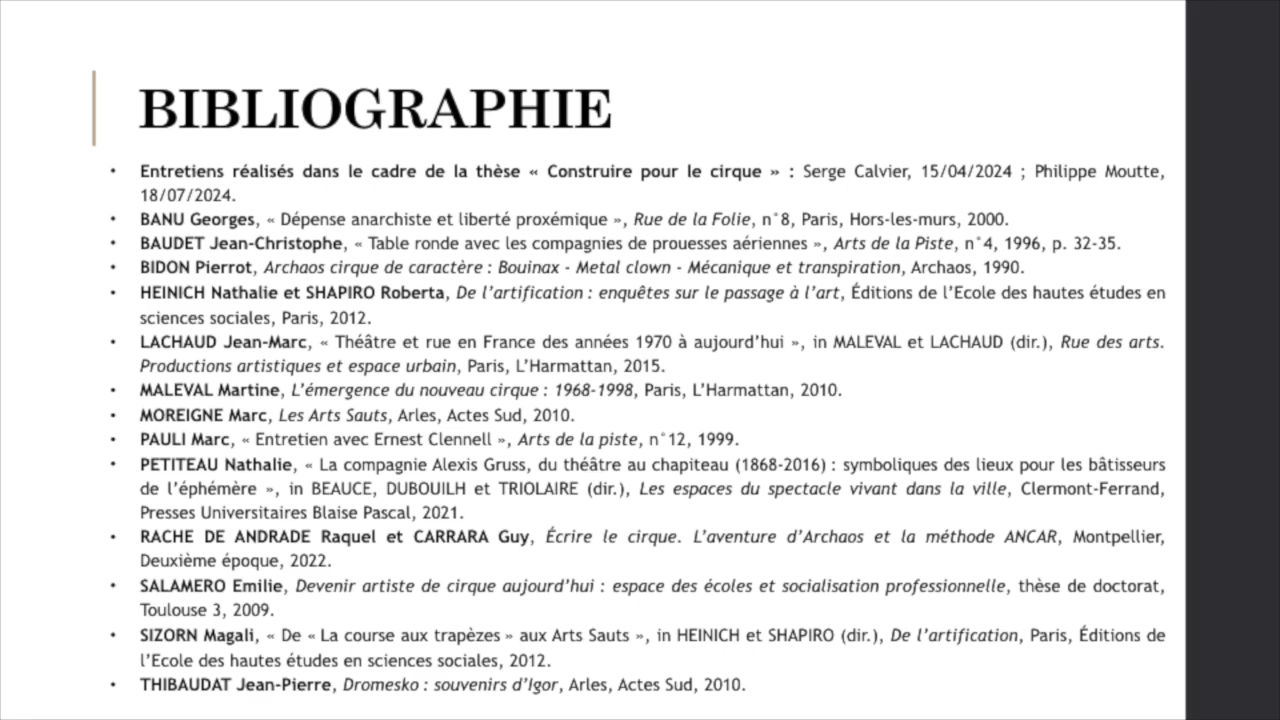 BIBLIOGRAPHIE
• Entretiens réalisés dans le cadre de la thèse « Construire pour le cirque » : Serge Calvier, 15/04/2024 ; Philippe Moutte,
18/07/2024.
• BANU Georges, « Dépense anarchiste et liberté proxémique », Rue de la Folie, n°8, Paris, Hors-les-murs, 2000.
• BAUDET Jean-Christophe, « Table ronde avec les compagnies de prouesses aériennes », Arts de la Piste, n°4, 1996, p. 32-35.
• BIDON Pierrot, Archaos cirque de caractère : Bouinax - Metal clown - Mécanique et transpiration, Archaos, 1990.
• HEINICH Nathalie et SHAPIRO Roberta, De l’artification : enquêtes sur le passage à l’art, Éditions de l’Ecole des hautes études en
sciences sociales, Paris, 2012.
• LACHAUD Jean-Marc, « Théâtre et rue en France des années 1970 à aujourd’hui », in MALEVAL et LACHAUD (dir.), Rue des arts.
Productions artistiques et espace urbain, Paris, L’Harmattan, 2015.
• MALEVAL Martine, L’émergence du nouveau cirque : 1968-1998, Paris, L’Harmattan, 2010.
• MOREIGNE Marc, Les Arts Sauts, Arles, Actes Sud, 2010.
• PAULI Marc, « Entretien avec Ernest Clennell », Arts de la piste, n°12, 1999.
• PETITEAU Nathalie, « La compagnie Alexis Gruss, du théâtre au chapiteau (1868-2016) : symboliques des lieux pour les bâtisseurs
de l’éphémère », in BEAUCE, DUBOUILH et TRIOLAIRE (dir.), Les espaces du spectacle vivant dans la ville, Clermont-Ferrand,
Presses Universitaires Blaise Pascal, 2021.
• RACHE DE ANDRADE Raquel et CARRARA Guy, Écrire le cirque. L’aventure d’Archaos et la méthode ANCAR, Montpellier,
Deuxième époque, 2022.
• SALAMERO Emilie, Devenir artiste de cirque aujourd’hui : espace des écoles et socialisation professionnelle, thèse de doctorat,
Toulouse 3, 2009.
• SIZORN Magali, « De « La course aux trapèzes » aux Arts Sauts », in HEINICH et SHAPIRO (dir.), De l’artification, Paris, Éditions de
l’Ecole des hautes études en sciences sociales, 2012.
• THIBAUDAT Jean-Pierre, Dromesko : souvenirs d’Igor, Arles, Actes Sud, 2010.